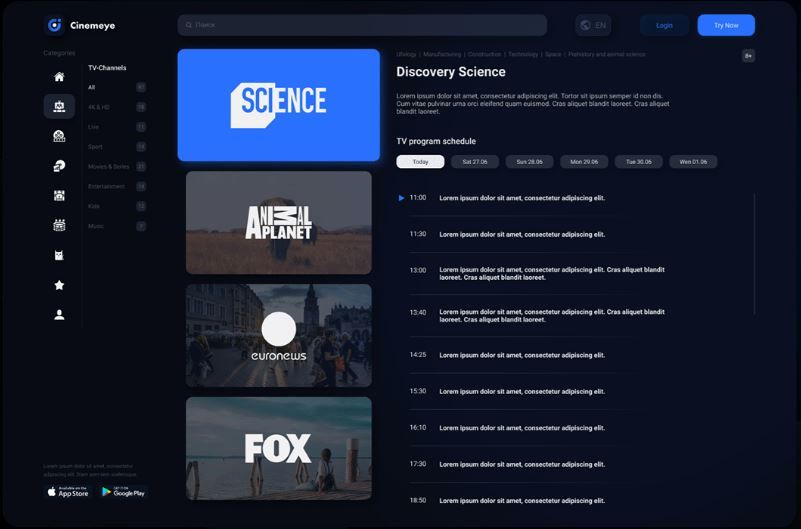 Cinemeye
Поиск
EN
Login
Try Now
Categories
TV-Channels
All
4K & HD
Live
Sport
Movies & Series
Entertainment
Kids
Music
Lorem ipsum dolor sit amet, consectetur
adipiscing elit. Diam sem sem scelerisque.
Available on the
App Store
GET IT ON
Google Play
SCIENCE
ANIMAL
PLANET
euronews
FOX
Ufology | Manufacturing | Construction | Technology | Space | Prehistory and animal science
8+
Discovery Science
Lorem ipsum dolor sit amet, consectetur adipiscing elit. Tortor sit ipsum semper id non dis.
Cum vitae pulvinar urna orci eleifend quam euismod. Cras aliquet blandit laoreet. Cras aliquet
blandit laoreet.
TV program schedule
Today
Sat 27.06
Sun 28.06
Mon 29.06
Tue 30.06
Wen 01.06
11:00 Lorem ipsum dolor sit amet, consectetur adipiscing elit.
11:30 Lorem ipsum dolor sit amet, consectetur adipiscing elit.
13:00 Lorem ipsum dolor sit amet, consectetur adipiscing elit. Cras aliquet blandit
laoreet. Cras aliquet blandit laoreet.
13:40 Lorem ipsum dolor sit amet, consectetur adipiscing elit. Cras aliquet blandit
laoreet. Cras aliquet blandit laoreet.
14:25 Lorem ipsum dolor sit amet, consectetur adipiscing elit.
15:30 Lorem ipsum dolor sit amet, consectetur adipiscing elit.
16:10 Lorem ipsum dolor sit amet, consectetur adipiscing elit.
17:30 Lorem ipsum dolor sit amet, consectetur adipiscing elit.
18:50 Lorem ipsum dolor sit amet, consectetur adipiscing elit.